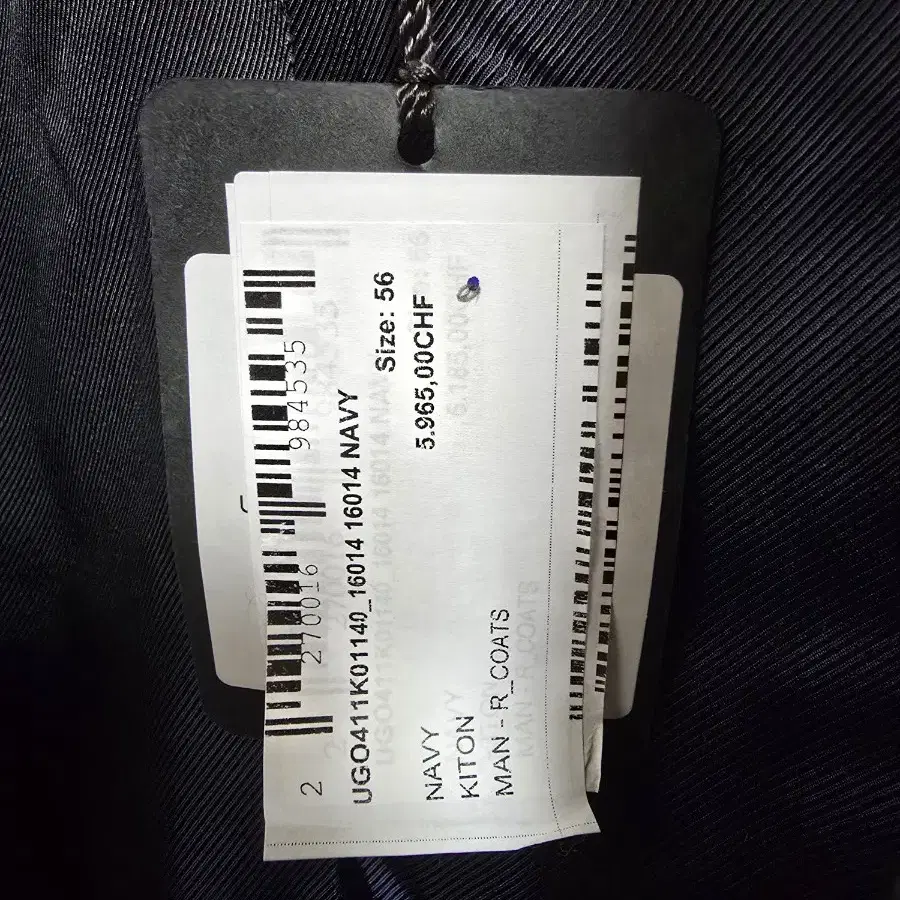 2 270016 984535
UGO411K01140_16014 16014 NAVY
Size: 56
5.965,00CHF
NAVY
KITON
MAN - R_COATS